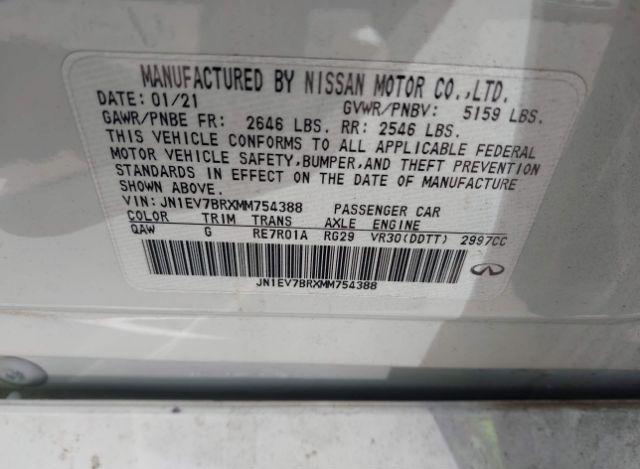 MANUFACTURED BY NISSAN MOTOR CO.,LTD.
DATE: 01/21 GVWR/PNBV: 5159 LBS.
GAWR/PNBE FR: 2646 LBS. RR: 2546 LBS.
THIS VEHICLE CONFORMS TO ALL APPLICABLE FEDERAL
MOTOR VEHICLE SAFETY,BUMPER,AND THEFT PREVENTION
STANDARDS IN EFFECT ON THE DATE OF MANUFACTURE
SHOWN ABOVE.
VIN: JN1EV7BRXMM754388 PASSENGER CAR
COLOR TRIM TRANS AXLE ENGINE
QAW G RE7R01A RG29 VR30(DDTT) 2997CC
JN1EV7BRXMM754388